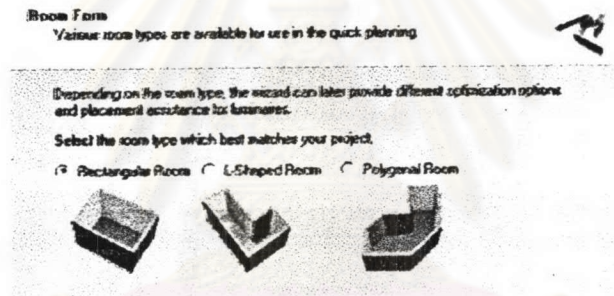 Room Form
Various room types are available for use in the quick planning
Depending on the room type, the wizard can later provide different optimization options
and placement assistance for luminaires.
Select the room type which best matches your project.
Rectangular Room L-Shaped Room Polygonal Room